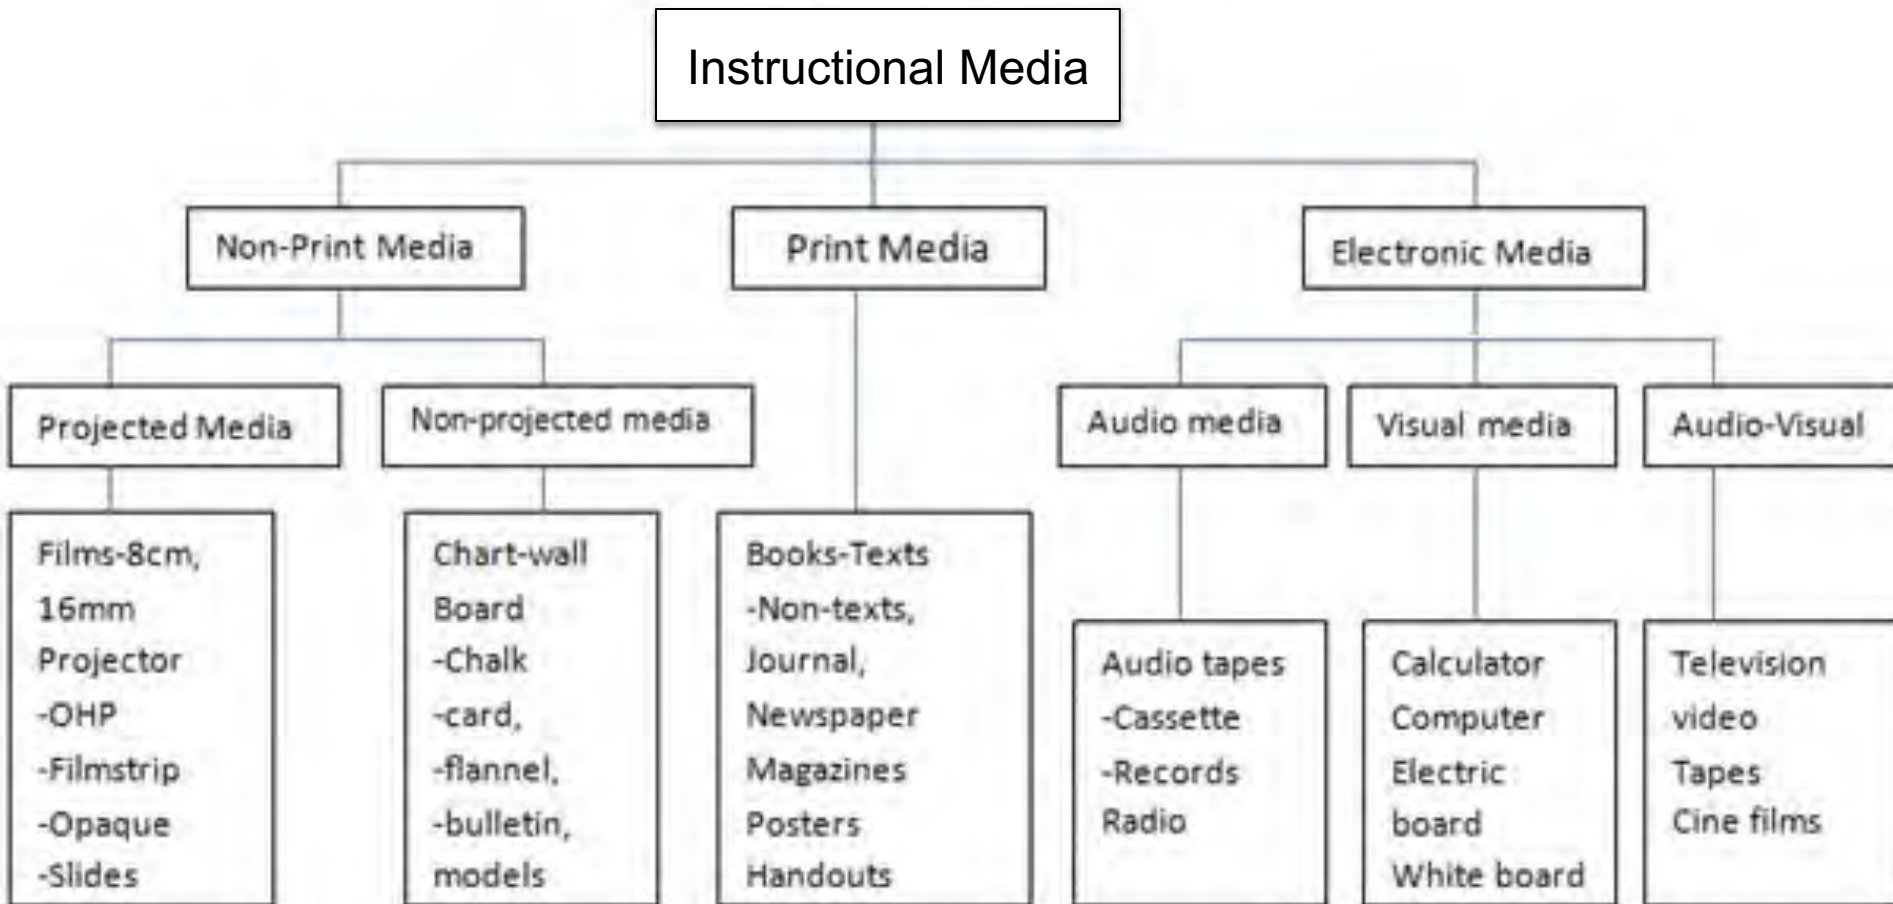 Instructional Media
Non-Print Media
Print Media
Electronic Media
Projected Media
Non-projected media
Audio media
Visual media
Audio-Visual
Films-8cm,
16mm
Projector
-OHP
-Filmstrip
-Opaque
-Slides
Chart-wall
Board
-Chalk
-card,
-flannel,
-bulletin,
models
Books-Texts
-Non-texts,
Journal,
Newspaper
Magazines
Posters
Handouts
Audio tapes
-Cassette
-Records
Radio
Calculator
Computer
Electric
board
White board
Television
video
Tapes
Cine films